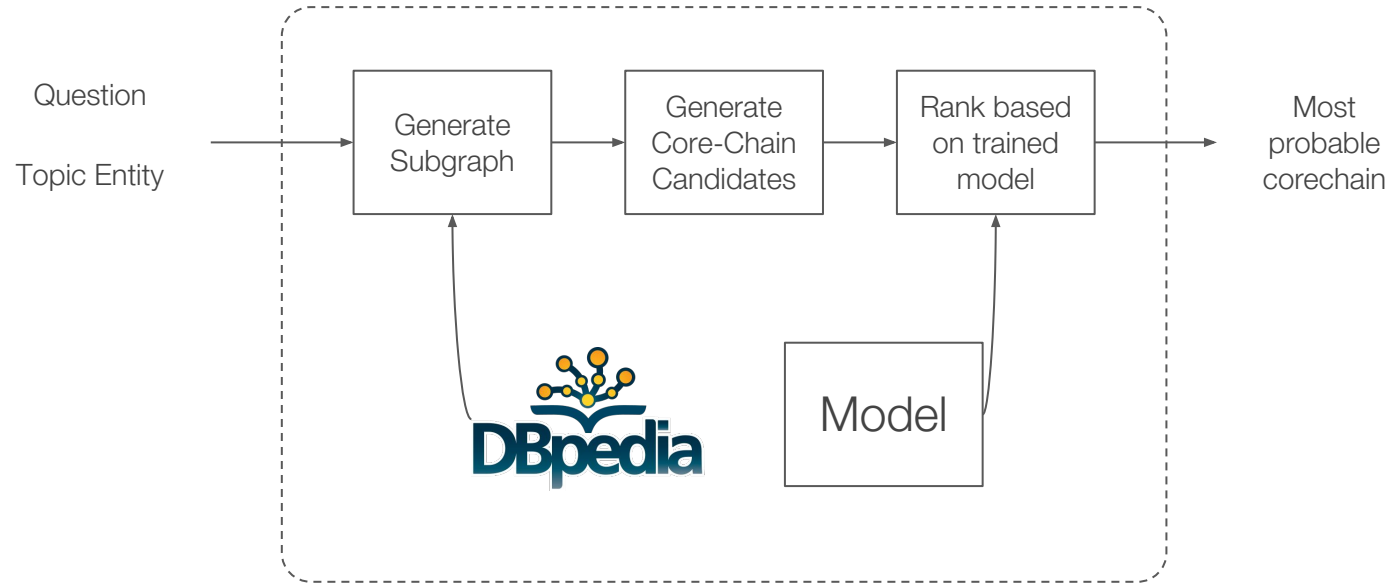 Question
Topic Entity
Generate
Subgraph
Generate
Core-Chain
Candidates
Rank based
on trained
model
Most
probable
corechain
DBpedia
Model